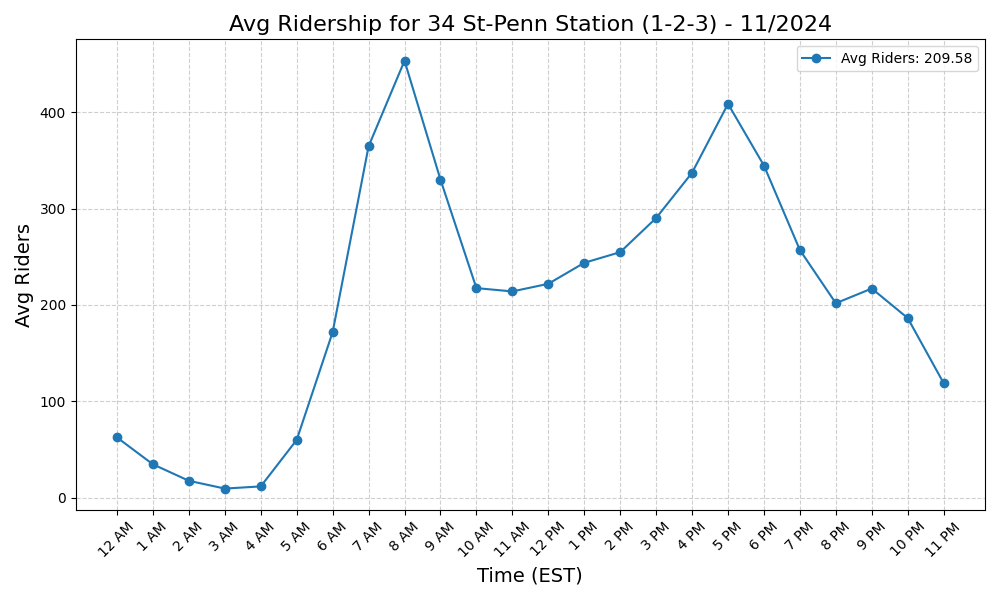 Avg Ridership for 34 St-Penn Station (1-2-3) - 11/2024
Avg Riders: 209.58
Avg Riders
400
300
200
100
0
12 AM
1 AM
2 AM
3 AM
4 AM
5 AM
6 AM
7 AM
8 AM
9 AM
10 AM
11 AM
12 PM
1 PM
2 PM
3 PM
4 PM
5 PM
6 PM
7 PM
8 PM
9 PM
10 PM
11 PM
Time (EST)